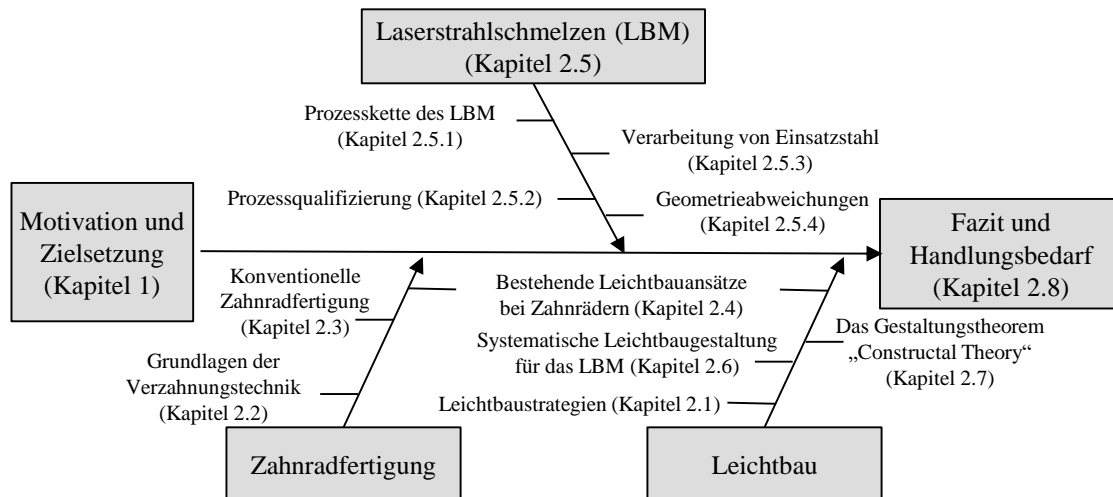 Laserstrahlschmelzen (LBM)
(Kapitel 2.5)
Prozesskette des LBM
(Kapitel 2.5.1)
Verarbeitung von Einsatzstahl
(Kapitel 2.5.3)
Prozessqualifizierung (Kapitel 2.5.2)
Geometrieabweichungen
(Kapitel 2.5.4)
Motivation und
Zielsetzung
(Kapitel 1)
Fazit und
Handlungsbedarf
(Kapitel 2.8)
Konventionelle
Zahnradfertigung
(Kapitel 2.3)
Grundlagen der
Verzahnungstechnik
(Kapitel 2.2)
Bestehende Leichtbauansätze
bei Zahnrädern (Kapitel 2.4)
Systematische Leichtbaugestaltung
für das LBM (Kapitel 2.6)
Leichtbaustrategien (Kapitel 2.1)
Das Gestaltungstheorem
„Constructal Theory“
(Kapitel 2.7)
Zahnradfertigung
Leichtbau